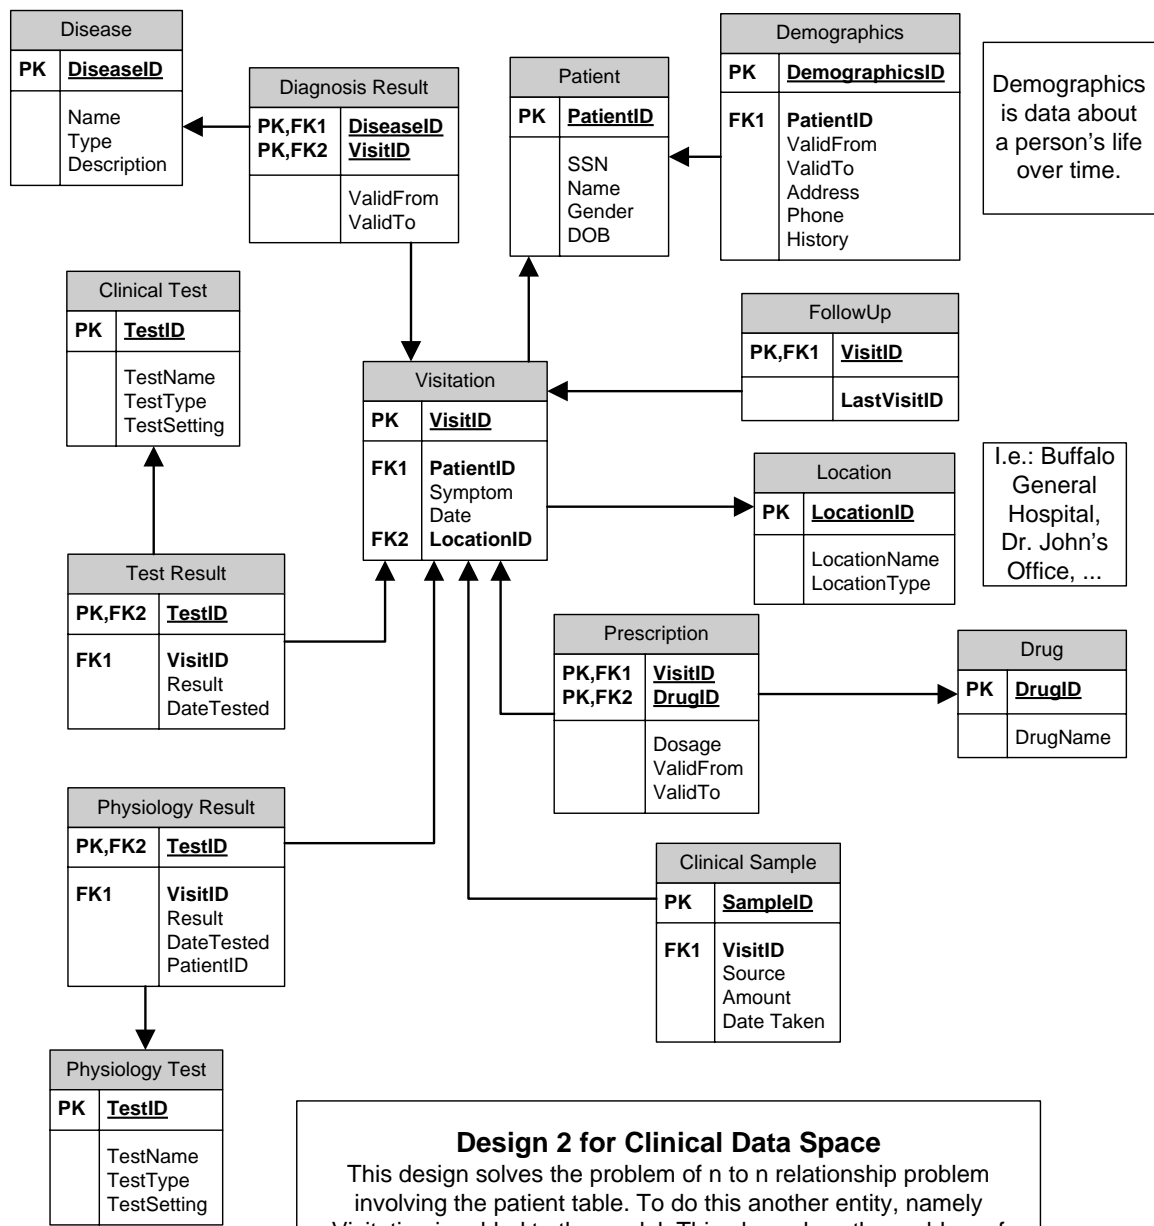 Disease
PK DiseaseID
Name
Type
Description
Diagnosis Result
PK,FK1 DiseaseID
PK,FK2 VisitID
ValidFrom
ValidTo
Patient
PK PatientID
SSN
Name
Gender
DOB
Demographics
PK DemographicsID
FK1 PatientID
ValidFrom
ValidTo
Address
Phone
History
Demographics
is data about
a person's life
over time.
Clinical Test
PK TestID
TestName
TestType
TestSetting
Visitation
PK VisitID
FK1 PatientID
Symptom
Date
FK2 LocationID
FollowUp
PK,FK1 VisitID
LastVisitID
Location
PK LocationID
LocationName
LocationType
I.e.: Buffalo
General
Hospital,
Dr. John's
Office, ...
Test Result
PK,FK2 TestID
FK1 VisitID
Result
DateTested
Prescription
PK,FK1 VisitID
PK,FK2 DrugID
Dosage
ValidFrom
ValidTo
Drug
PK DrugID
DrugName
Physiology Result
PK,FK2 TestID
FK1 VisitID
Result
DateTested
PatientID
Clinical Sample
PK SampleID
FK1 VisitID
Source
Amount
Date Taken
Physiology Test
PK TestID
TestName
TestType
TestSetting
Design 2 for Clinical Data Space
This design solves the problem of n to n relationship problem
involving the patient table. To do this another entity, namely